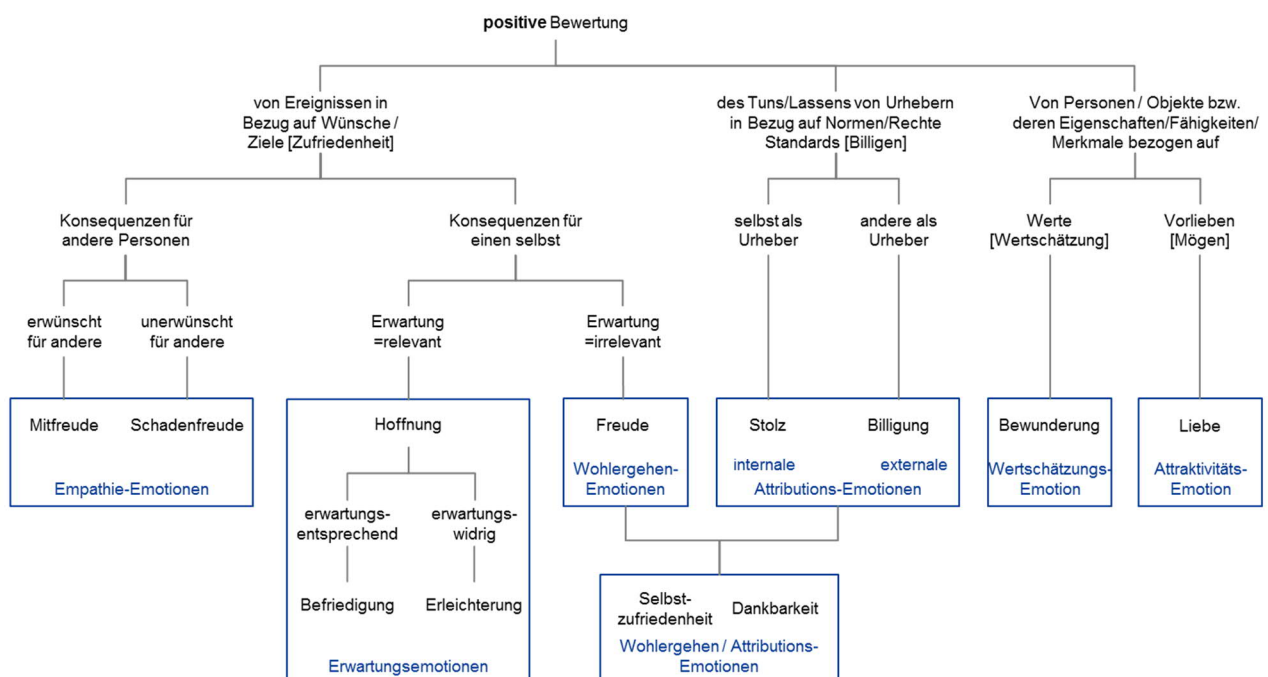 positive Bewertung
von Ereignissen in
Bezug auf Wünsche /
Ziele [Zufriedenheit]
des Tuns/Lassens von Urhebern
in Bezug auf Normen/Rechte
Standards [Billigen]
Von Personen / Objekte bzw.
deren Eigenschaften/Fähigkeiten/
Merkmale bezogen auf
Konsequenzen für
andere Personen
Konsequenzen für
einen selbst
selbst als
Urheber
andere als
Urheber
Werte
[Wertschätzung]
Vorlieben
[Mögen]
erwünscht
für andere
unerwünscht
für andere
Erwartung
=relevant
Erwartung
=irrelevant
Mitfreude
Schadenfreude
Empathie-Emotionen
Hoffnung
erwartungs-
entsprechend
erwartungs-
widrig
Befriedigung
Erleichterung
Erwartungsemotionen
Freude
Wohlergehen-
Emotionen
Stolz
Billigung
internale
externale
Attributions-Emotionen
Bewunderung
Wertschätzungs-
Emotion
Liebe
Attraktivitäts-
Emotion
Selbst-
zufriedenheit
Dankbarkeit
Wohlergehen / Attributions-
Emotionen